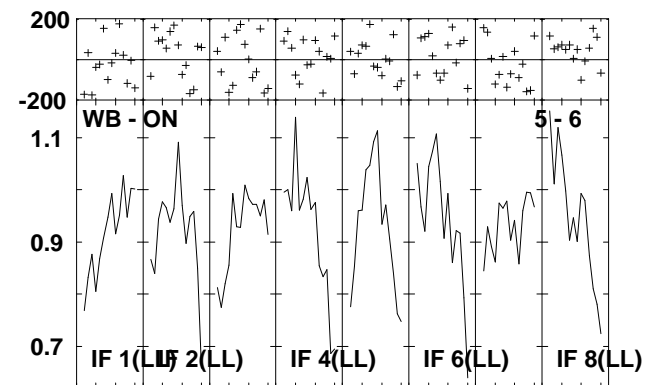 200
-200
WB - ON 5 - 6
1.1
0.9
0.7
IF 1(LL) IF 2(LL) IF 4(LL) IF 6(LL) IF 8(LL)